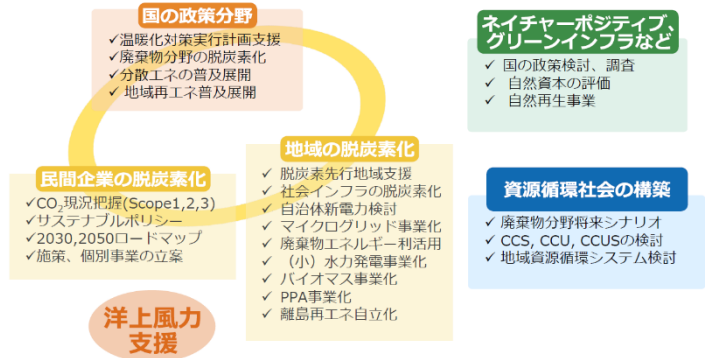 国の政策分野
✓温暖化対策実行計画支援
✓廃棄物分野の脱炭素化
✓分散エネの普及展開
✓地域再エネ普及展開
ネイチャーポジティブ、
グリーンインフラなど
✓ 国の政策検討、調査
✓ 自然資本の評価
✓ 自然再生事業
民間企業の脱炭素化
✓CO2現況把握(Scope1,2,3)
✓サステナブルポリシー
✓2030,2050ロードマップ
✓施策、個別事業の立案
地域の脱炭素化
✓ 脱炭素先行地域支援
✓ 社会インフラの脱炭素化
✓ 自治体新電力検討
✓ マイクログリッド事業化
✓ 廃棄物エネルギー利活用
✓ (小)水力発電事業化
✓ バイオマス事業化
✓ PPA事業化
✓ 離島再エネ自立化
資源循環社会の構築
✓ 廃棄物分野将来シナリオ
✓ CCS, CCU, CCUSの検討
✓ 地域資源循環システム検討
洋上風力
支援